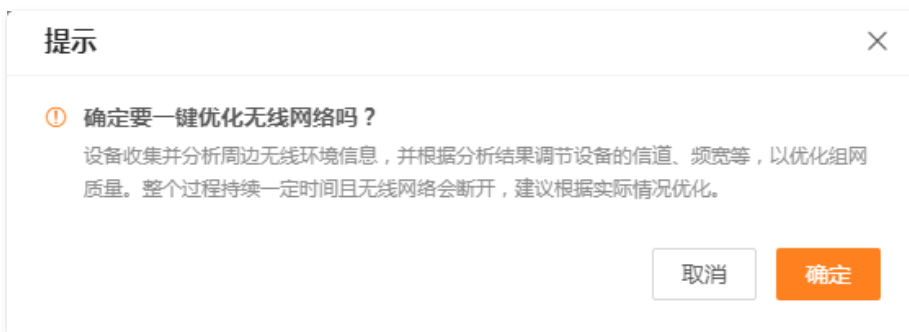 提示
确定要一键优化无线网络吗？
设备收集并分析周边无线环境信息，并根据分析结果调节设备的信道、频宽等，以优化组网
质量。整个过程持续一定时间且无线网络会断开，建议根据实际情况优化。
取消
确定